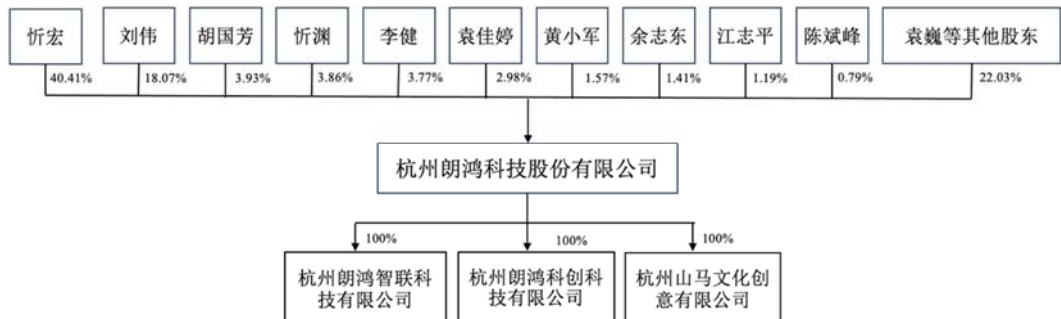 忻宏 刘伟 胡国芳 忻渊 李健 袁佳婷 黄小军 余志东 江志平 陈斌峰 袁巍等其他股东
40.41% 18.07% 3.93% 3.86% 3.77% 2.98% 1.57% 1.41% 1.19% 0.79% 22.03%
杭州朗鸿科技股份有限公司
100% 100% 100%
杭州朗鸿智联科
技有限公司
杭州朗鸿科创科
技有限公司
杭州山马文化创
意有限公司